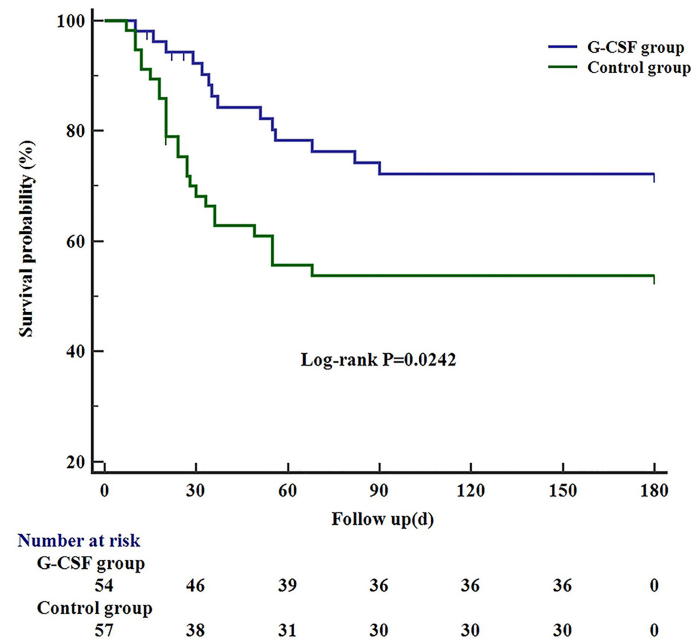 100
80
60
40
20
Survival probability (%)
G-CSF group
Control group
Log-rank P=0.0242
0 30 60 90 120 150 180
Follow up(d)
Number at risk
G-CSF group
54 46 39 36 36 36 0
Control group
57 38 31 30 30 30 0